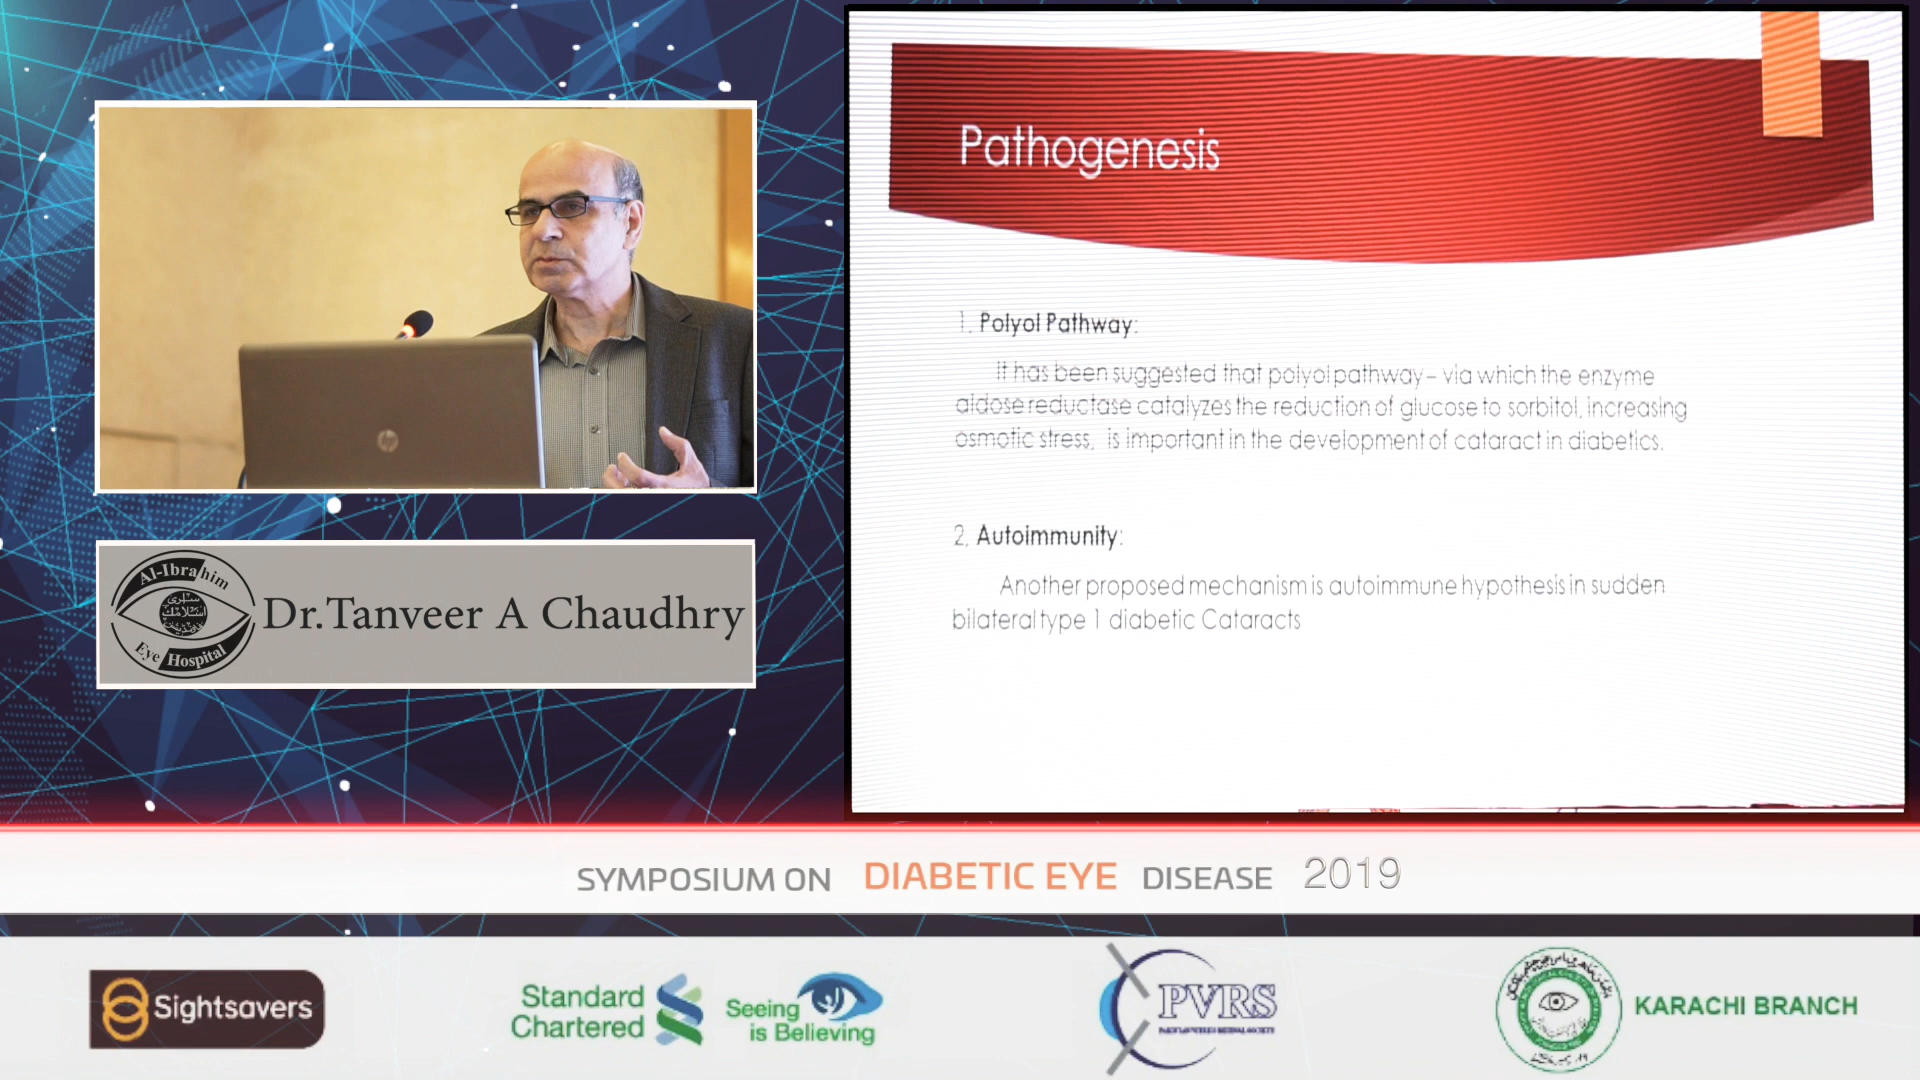 Pathogenesis
1. Polyol Pathway:
It has been suggested that polyol pathway – via which the enzyme
aldose reductase catalyzes the reduction of glucose to sorbitol, increasing
osmotic stress, is important in the development of cataract in diabetics.
2. Autoimmunity:
Another proposed mechanism is autoimmune hypothesis in sudden
bilateral type 1 diabetic Cataracts
hp
Al-Ibrahim
Eye Hospital
Dr.Tanveer A Chaudhry
SYMPOSIUM ON DIABETIC EYE DISEASE 2019
Sightsavers
Standard
Chartered
Seeing
is Believing
PVRS
KARACHI BRANCH